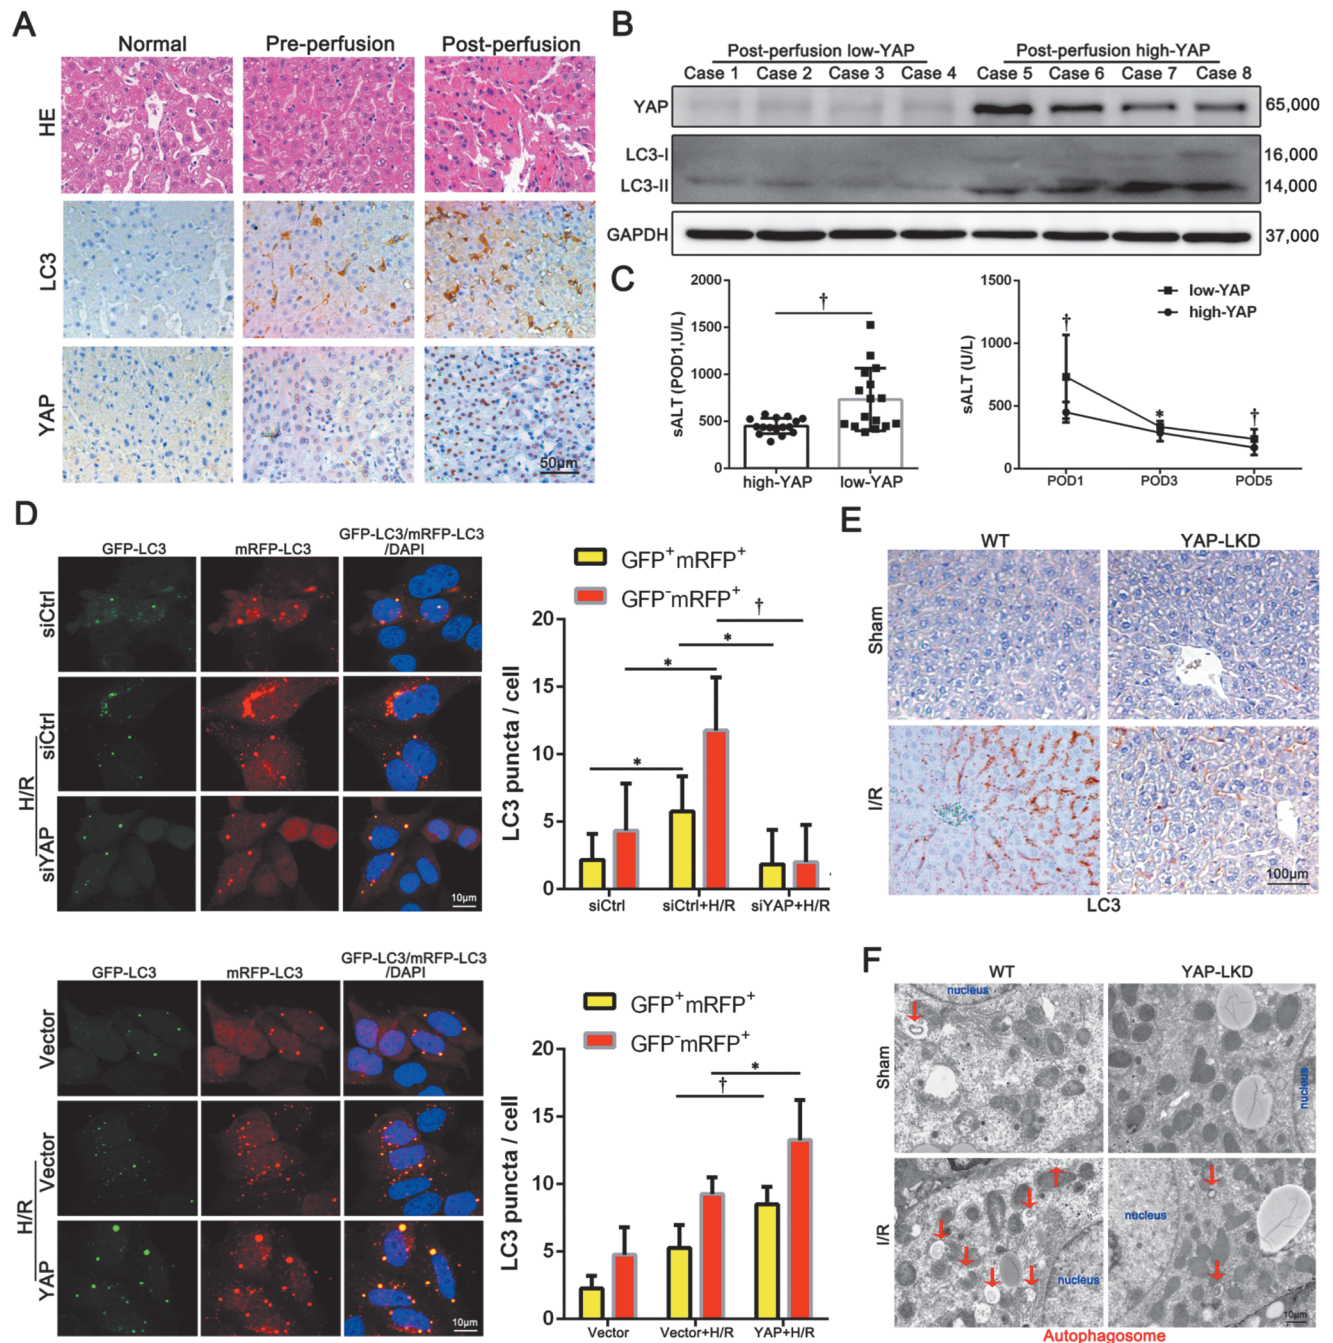 A
Normal Pre-perfusion Post-perfusion
HE
LC3
YAP
50µm
B
Post-perfusion low-YAP Post-perfusion high-YAP
Case 1 Case 2 Case 3 Case 4 Case 5 Case 6 Case 7 Case 8
YAP 65,000
LC3-I 16,000
LC3-II 14,000
GAPDH 37,000
C
sALT (POD1,U/L)
2000
1500
1000
500
0
†
high-YAP low-YAP
sALT (U/L)
1500
1000
500
0
low-YAP
high-YAP
† * †
POD1 POD3 POD5
D
GFP-LC3 mRFP-LC3 GFP-LC3/mRFP-LC3
/DAPI
siCtrl
H/R
siCtrl
siYAP
10µm
GFP⁺mRFP⁺
GFP⁻mRFP⁺
LC3 puncta / cell
20
15
10
5
0
* * * †
siCtrl siCtrl+H/R siYAP+H/R
GFP-LC3 mRFP-LC3 GFP-LC3/mRFP-LC3
/DAPI
Vector
H/R
Vector
YAP
10µm
GFP⁺mRFP⁺
GFP⁻mRFP⁺
LC3 puncta / cell
20
15
10
5
0
† *
Vector Vector+H/R YAP+H/R
E
WT YAP-LKD
Sham
I/R
100µm
LC3
F
WT YAP-LKD
Sham
I/R
nucleus
nucleus
nucleus
nucleus
10µm
Autophagosome